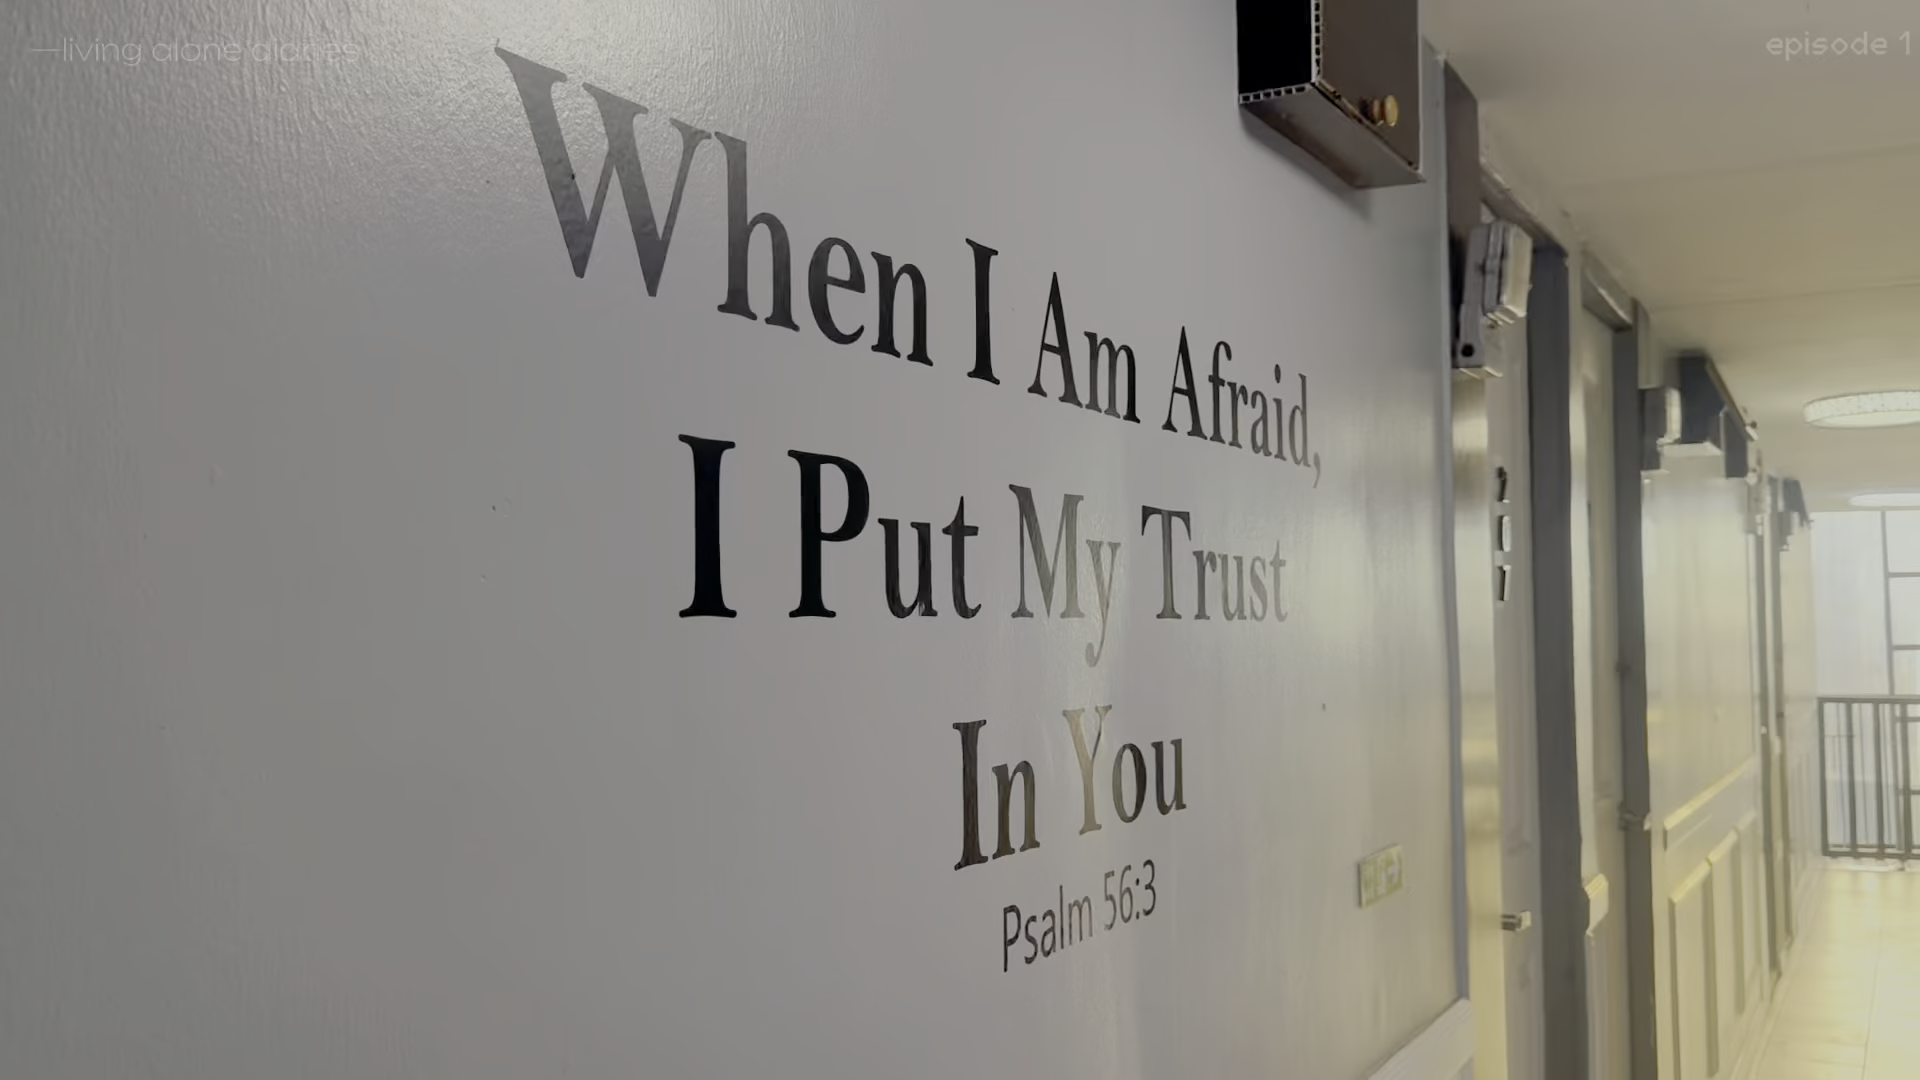 —living alone diaries
episode 1
When I Am Afraid,
I Put My Trust
In You
Psalm 56:3